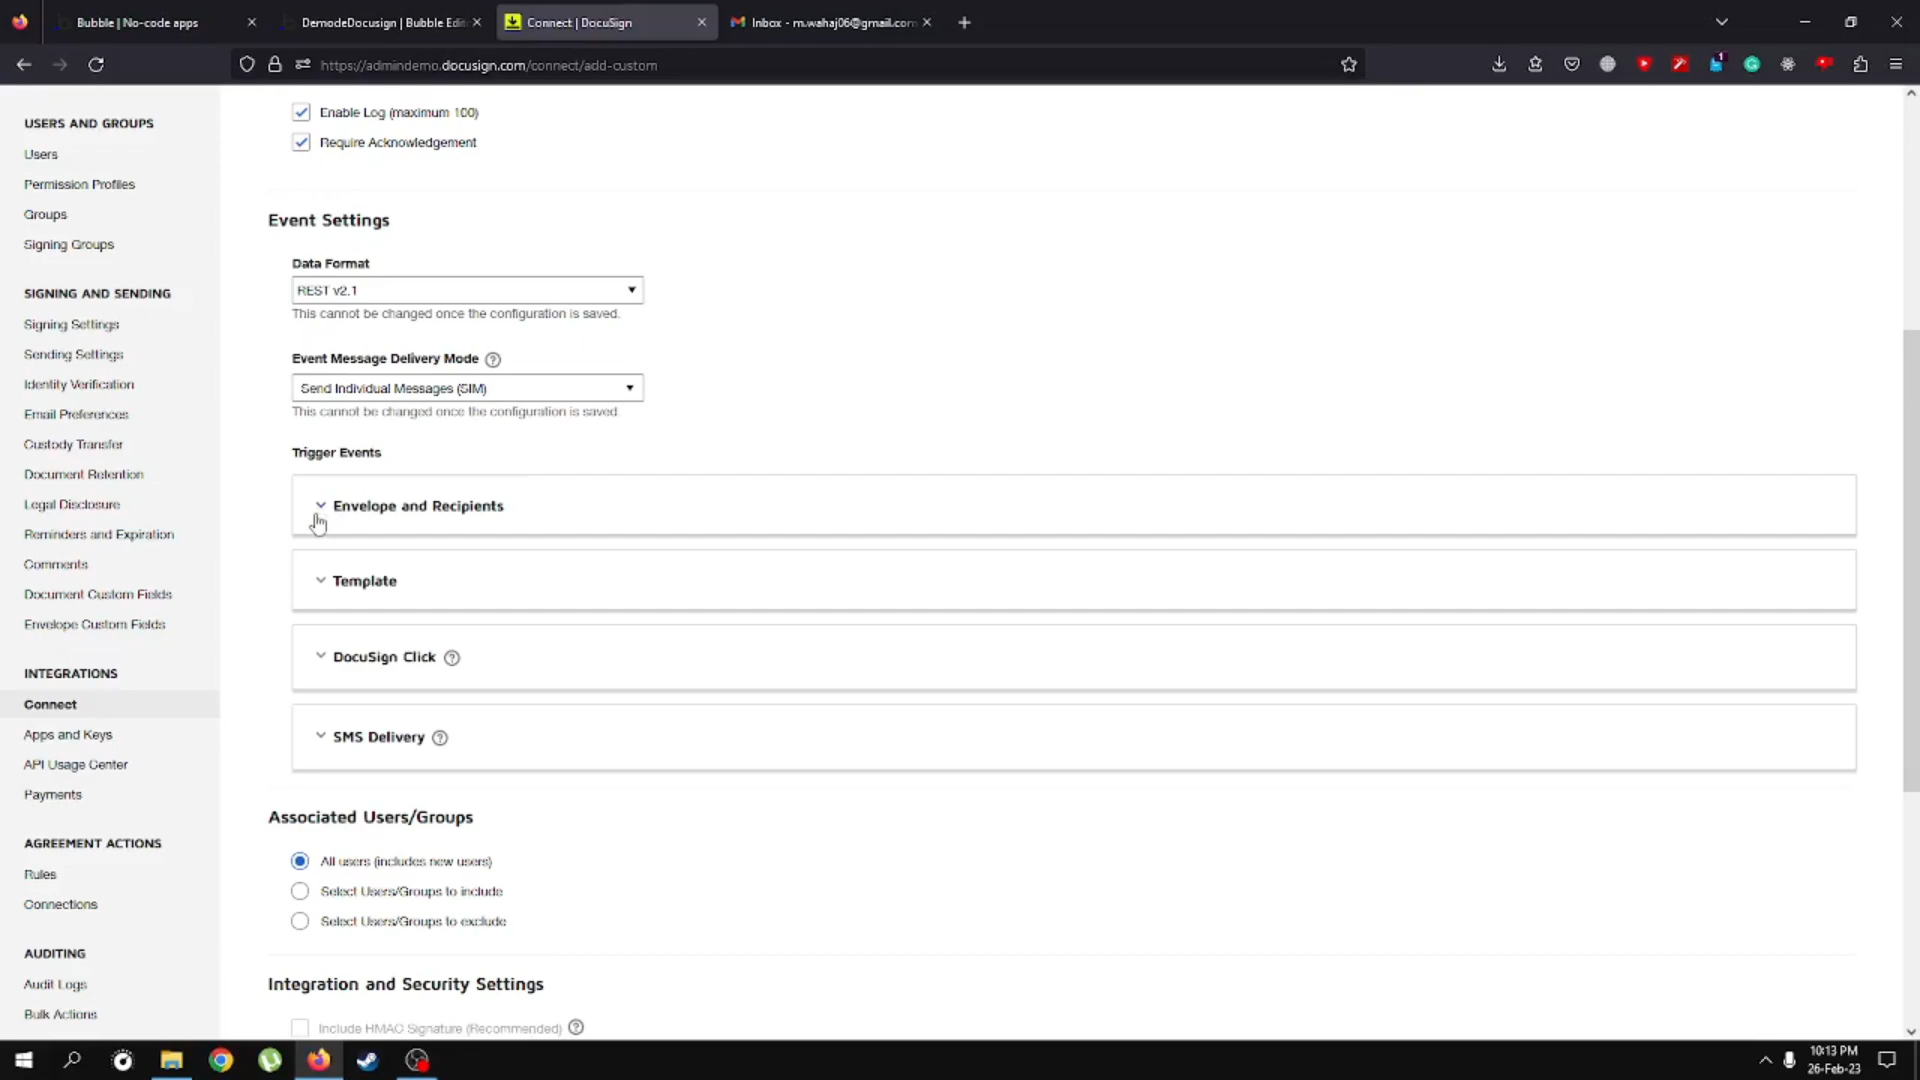 Bubble | No-code apps
DemodeDocusign | Bubble Edi
Connect | DocuSign
Inbox - m.wahaj06@gmail.com
https://admindemo.docusign.com/connect/add-custom
1
USERS AND GROUPS
Users
Permission Profiles
Groups
Signing Groups
SIGNING AND SENDING
Signing Settings
Sending Settings
Identity Verification
Email Preferences
Custody Transfer
Document Retention
Legal Disclosure
Reminders and Expiration
Comments
Document Custom Fields
Envelope Custom Fields
INTEGRATIONS
Connect
Apps and Keys
API Usage Center
Payments
AGREEMENT ACTIONS
Rules
Connections
AUDITING
Audit Logs
Bulk Actions
Enable Log (maximum 100)
Require Acknowledgement
Event Settings
Data Format
REST v2.1
This cannot be changed once the configuration is saved.
Event Message Delivery Mode ?
Send Individual Messages (SIM)
This cannot be changed once the configuration is saved.
Trigger Events
Envelope and Recipients
Template
DocuSign Click ?
SMS Delivery ?
Associated Users/Groups
All users (includes new users)
Select Users/Groups to include
Select Users/Groups to exclude
Integration and Security Settings
Include HMAC Signature (Recommended) ?
10:13 PM
26-Feb-23